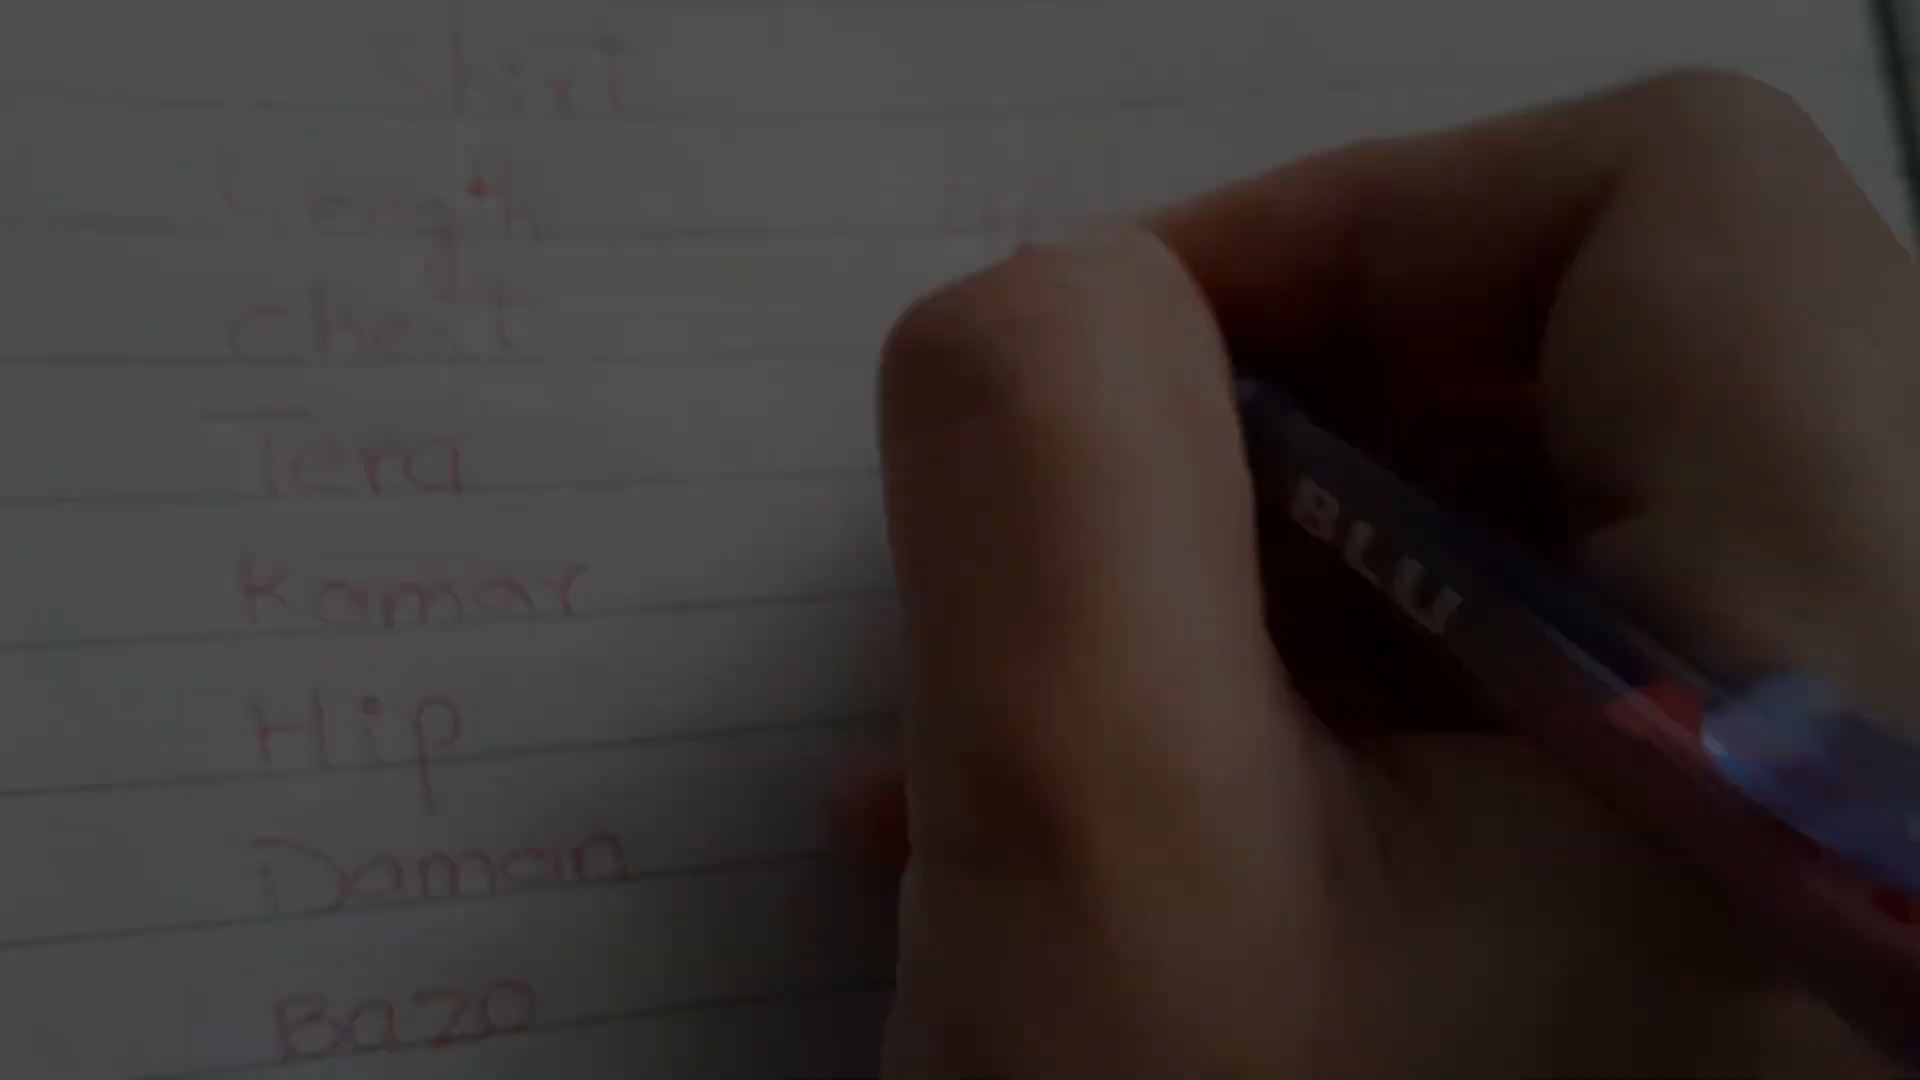 Shirt
Length
Chest
Tera
Kamar
Hip
Daman
Bazo
BLU